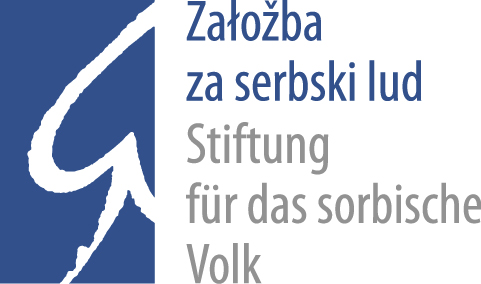 Załožba
za serbski lud
Stiftung
für das sorbische
Volk